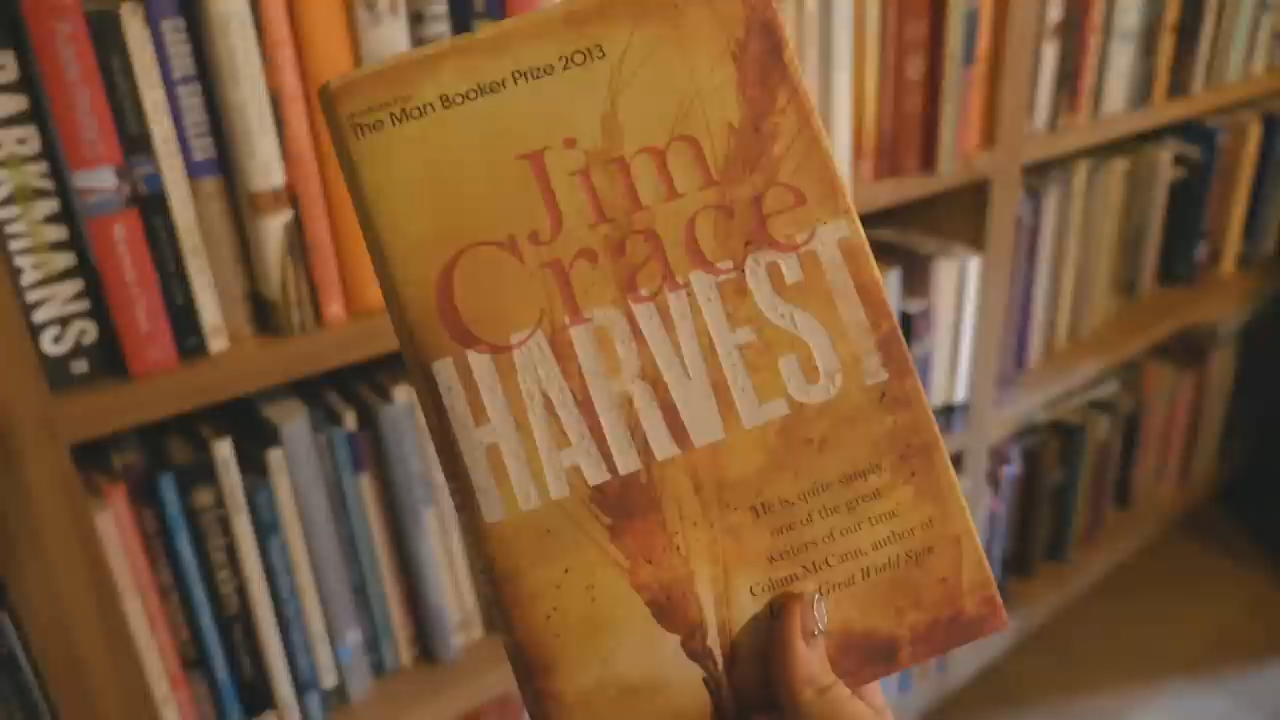 The Man Booker Prize 2013
Jim
Crace
HARVEST
'He is, quite simply,
one of the great
writers of our time'
Colum McCann, author of
Great World Spin
DARKMANS